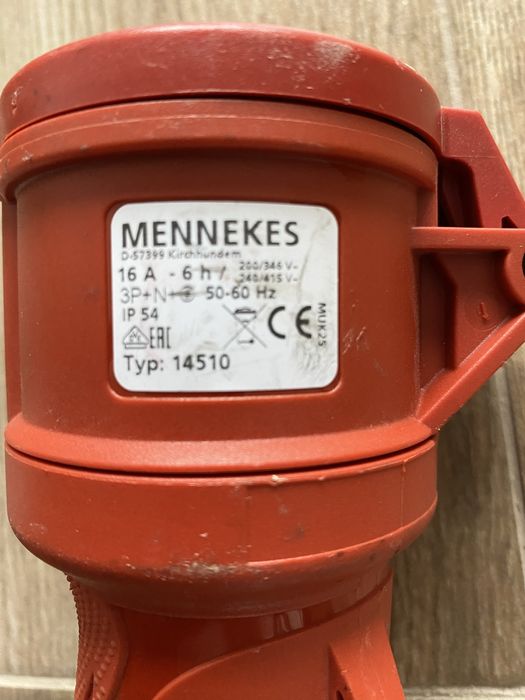 MENNEKES
D-57399 Kirchhundem
16 A - 6 h / 200/346 V~
240/415 V~
3P+N+ 50-60 Hz
IP 54
EAC CE
MUK25
Typ: 14510